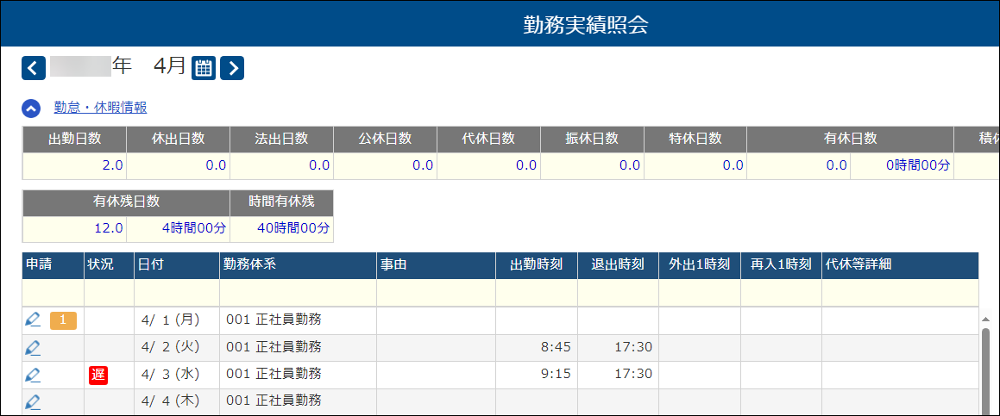 勤務実績照会
年 4月
勤怠・休暇情報
出勤日数 休出日数 法出日数 公休日数 代休日数 振休日数 特休日数 有休日数 積
2.0 0.0 0.0 0.0 0.0 0.0 0.0 0.0 0時間00分
有休残日数 時間有休残
12.0 4時間00分 40時間00分
申請 状況 日付 勤務体系 事由 出勤時刻 退出時刻 外出1時刻 再入1時刻 代休等詳細
1 4/ 1 (月) 001 正社員勤務
4/ 2 (火) 001 正社員勤務 8:45 17:30
遅 4/ 3 (水) 001 正社員勤務 9:15 17:30
4/ 4 (木) 001 正社員勤務